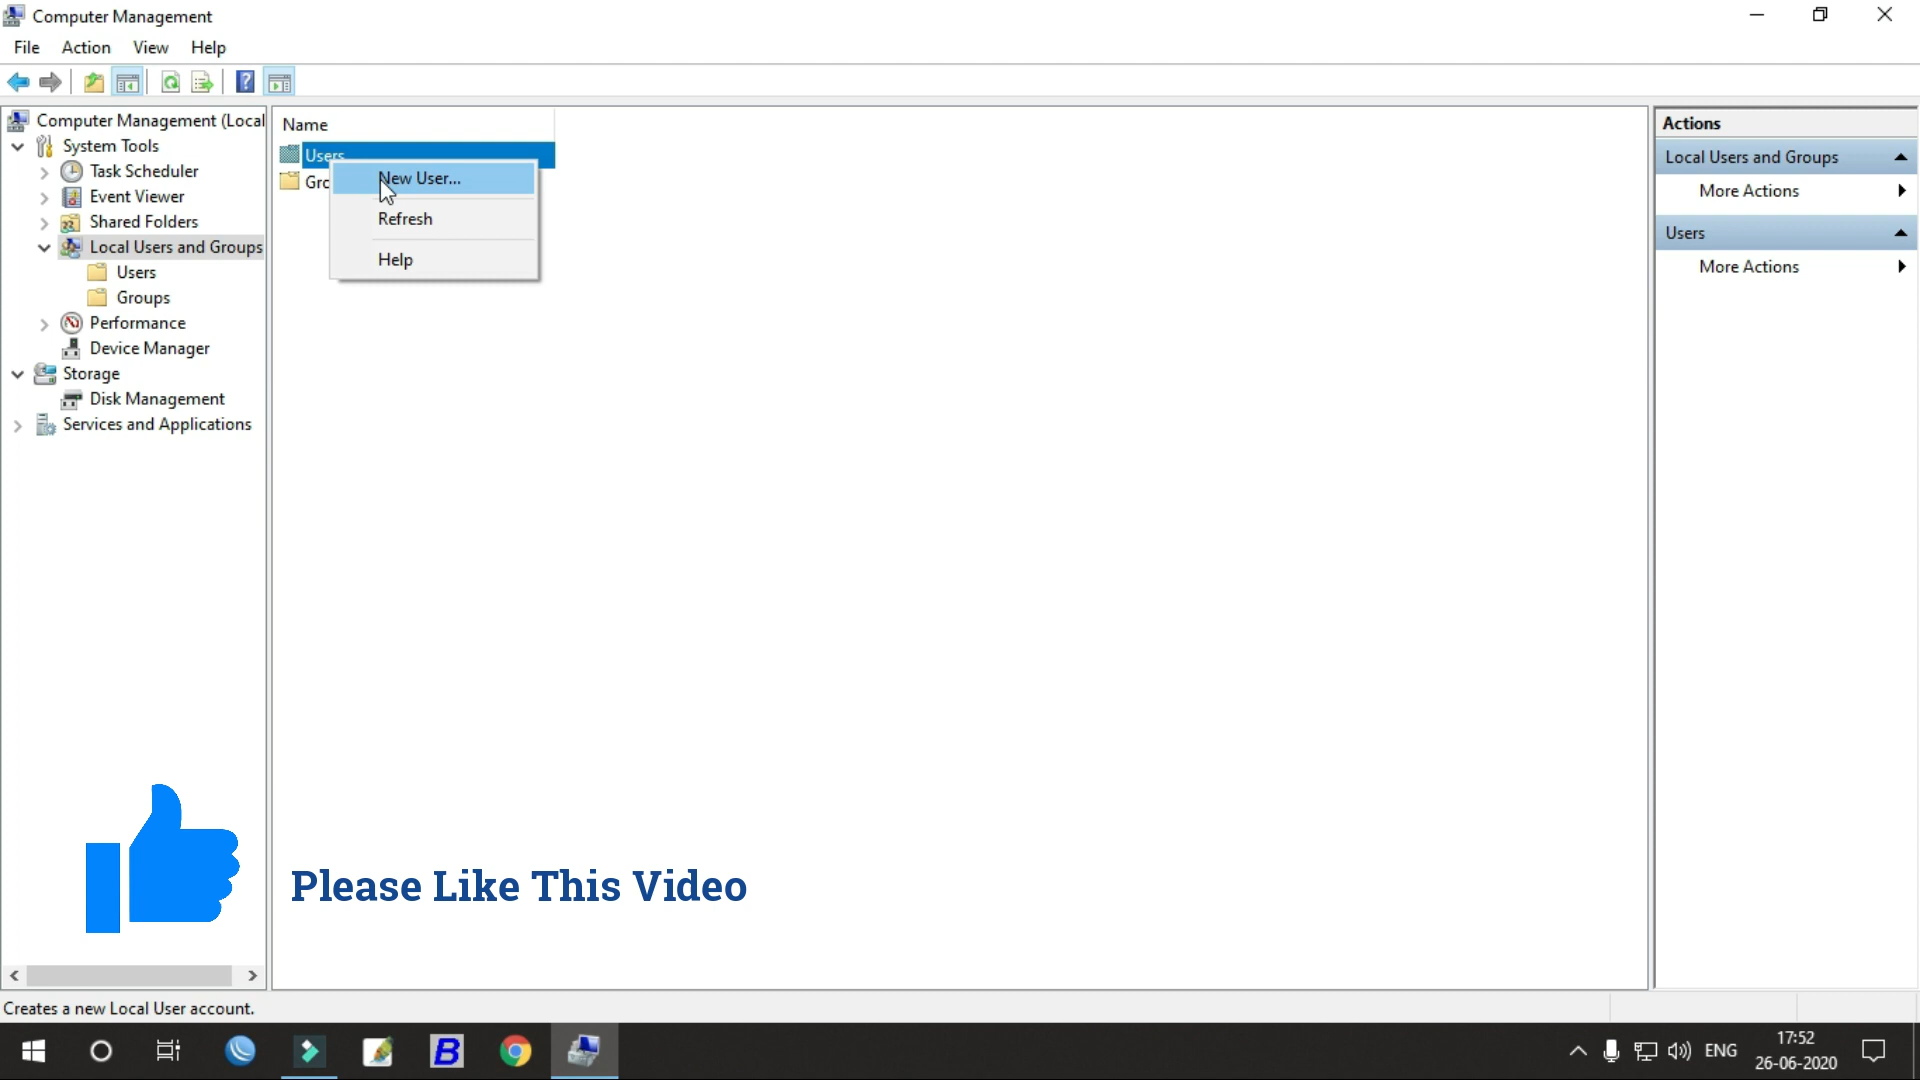 Computer Management
File Action View Help
Computer Management (Local
System Tools
Task Scheduler
Event Viewer
Shared Folders
Local Users and Groups
Users
Groups
Performance
Device Manager
Storage
Disk Management
Services and Applications
Name
Users
Gro
New User...
Refresh
Help
Actions
Local Users and Groups
More Actions
Users
More Actions
Please Like This Video
Creates a new Local User account.
B
ENG
17:52
26-06-2020